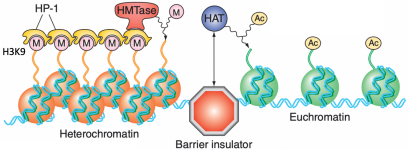 HP-1
HMTase
M
HAT
Ac
H3K9
M
M
M
M
M
Ac
Ac
Heterochromatin
Euchromatin
Barrier insulator